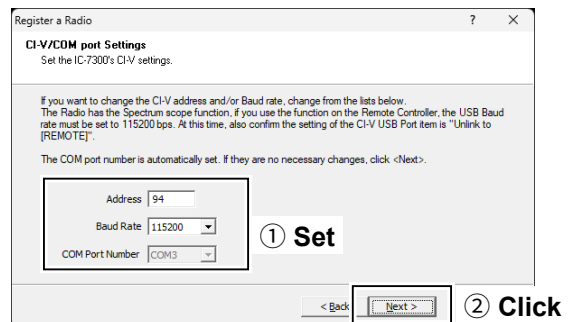 Register a Radio ? ×
CI-V/COM port Settings
Set the IC-7300's CI-V settings.
If you want to change the CI-V address and/or Baud rate, change from the lists below.
The Radio has the Spectrum scope function, if you use the function on the Remote Controller, the USB Baud
rate must be set to 115200 bps. At this time, also confirm the setting of the CI-V USB Port item is "Unlink to
[REMOTE]".
The COM port number is automatically set. If they are no necessary changes, click <Next>.
Address 94
Baud Rate 115200
COM Port Number COM3
① Set
< Back Next >
② Click